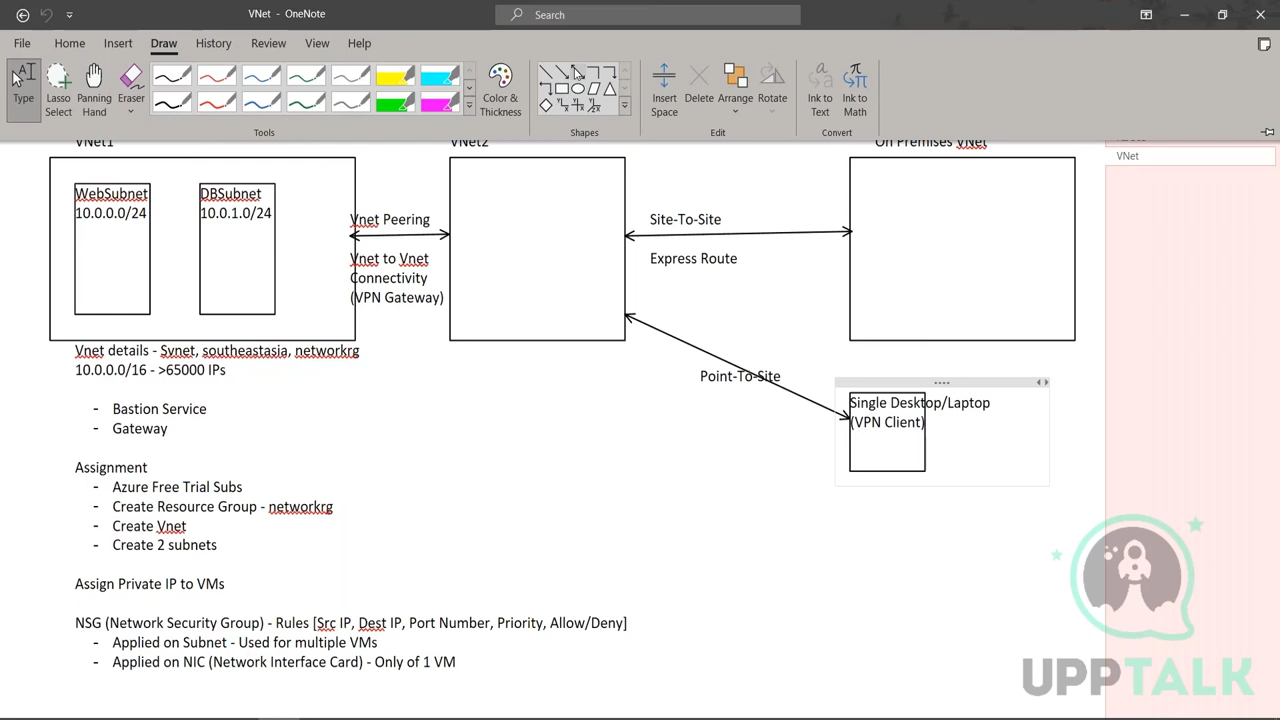 VNet - OneNote
Search
File Home Insert Draw History Review View Help
Type
Lasso Select
Panning Hand
Eraser
Color & Thickness
Insert Space
Delete
Arrange
Rotate
Ink to Text
Ink to Math
Tools
Shapes
Edit
Convert
VNet1
VNet2
On Premises VNet
VNet
WebSubnet
10.0.0.0/24
DBSubnet
10.0.1.0/24
Vnet Peering
Vnet to Vnet
Connectivity
(VPN Gateway)
Site-To-Site
Express Route
Point-To-Site
Single Desktop/Laptop
(VPN Client)
Vnet details - Svnet, southeastasia, networkrg
10.0.0.0/16 - >65000 IPs
- Bastion Service
- Gateway
Assignment
- Azure Free Trial Subs
- Create Resource Group - networkrg
- Create Vnet
- Create 2 subnets
Assign Private IP to VMs
NSG (Network Security Group) - Rules [Src IP, Dest IP, Port Number, Priority, Allow/Deny]
- Applied on Subnet - Used for multiple VMs
- Applied on NIC (Network Interface Card) - Only of 1 VM
UPPTALK